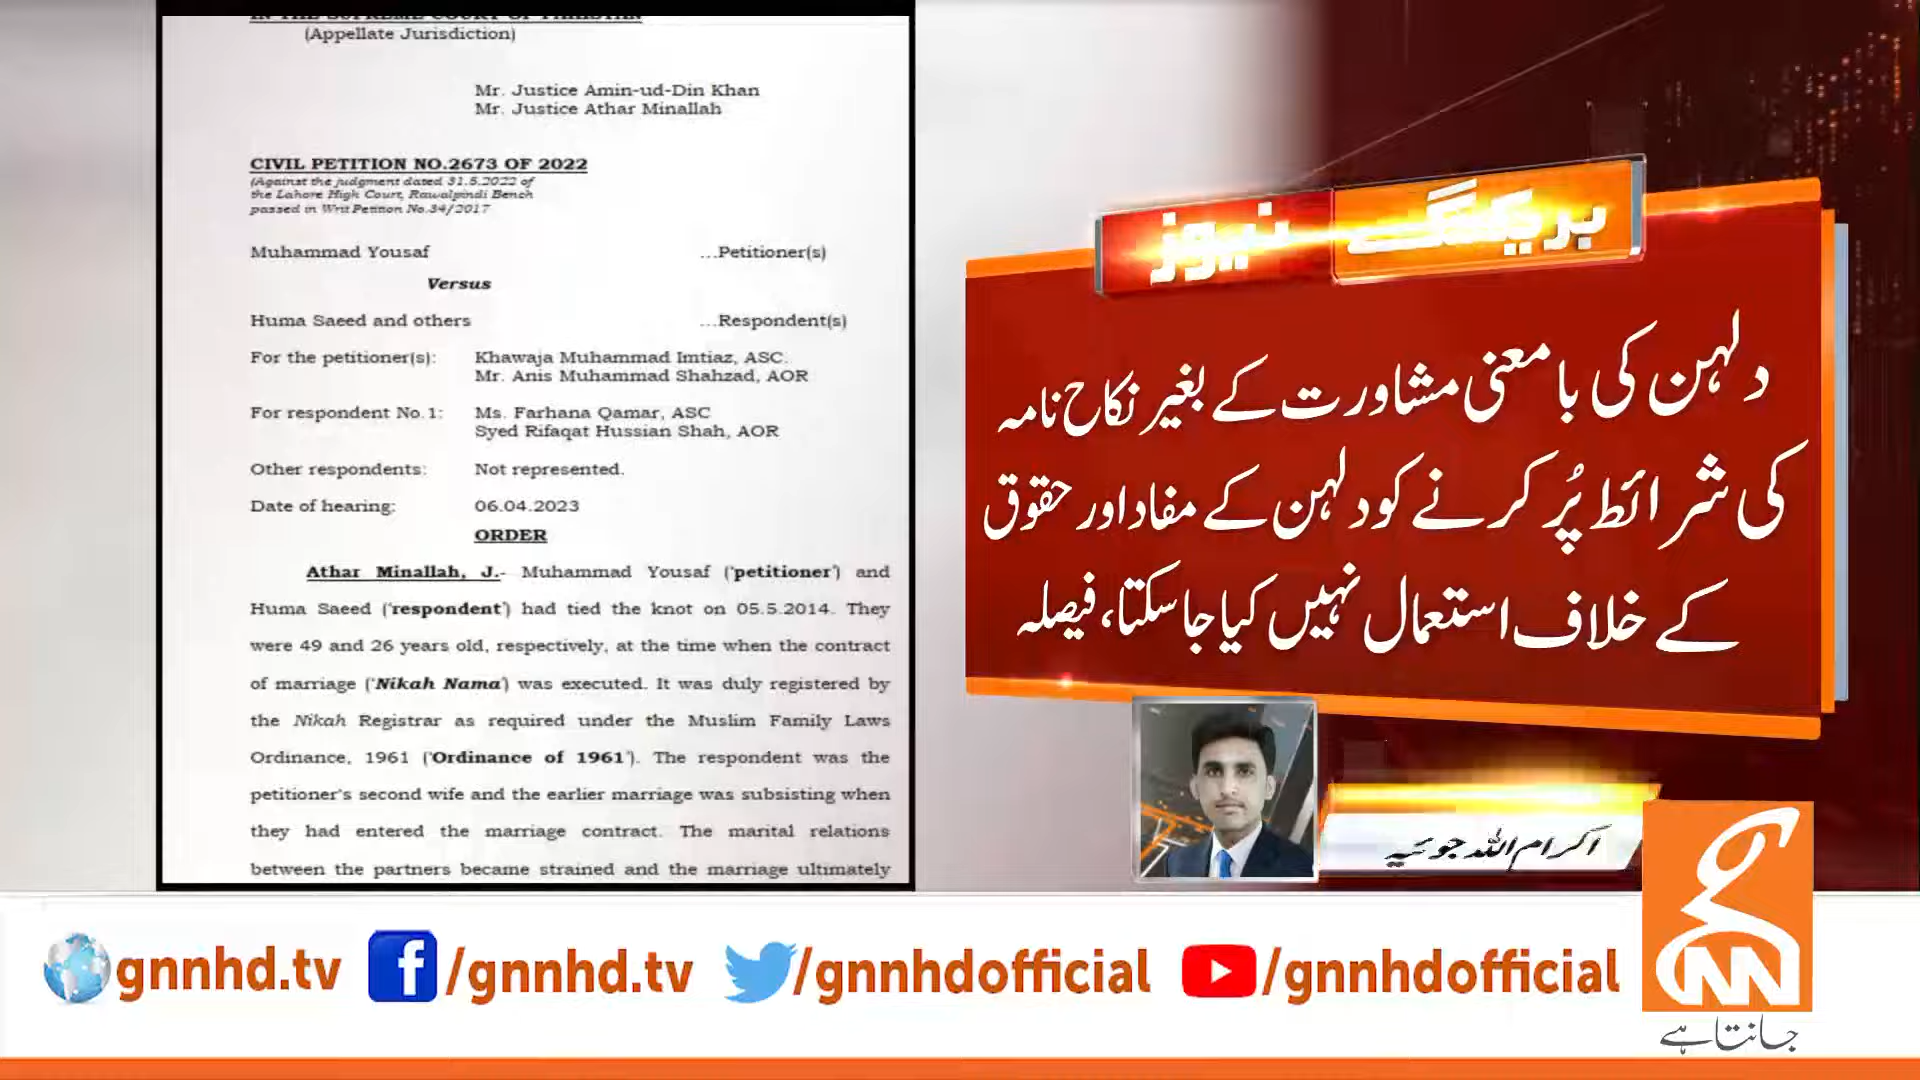 IN THE SUPREME COURT OF PAKISTAN
(Appellate Jurisdiction)
Mr. Justice Amin-ud-Din Khan
Mr. Justice Athar Minallah
CIVIL PETITION NO.2673 OF 2022
(Against the judgment dated 31.5.2022 of
the Lahore High Court, Rawalpindi Bench
passed in Writ Petition No.34/2017
Muhammad Yousaf ...Petitioner(s)
Versus
Huma Saeed and others ...Respondent(s)
For the petitioner(s): Khawaja Muhammad Imtiaz, ASC.
Mr. Anis Muhammad Shahzad, AOR
For respondent No.1: Ms. Farhana Qamar, ASC
Syed Rifaqat Hussian Shah, AOR
Other respondents: Not represented.
Date of hearing: 06.04.2023
ORDER
Athar Minallah, J.- Muhammad Yousaf ('petitioner') and
Huma Saeed ('respondent') had tied the knot on 05.5.2014. They
were 49 and 26 years old, respectively, at the time when the contract
of marriage ('Nikah Nama') was executed. It was duly registered by
the Nikah Registrar as required under the Muslim Family Laws
Ordinance, 1961 ('Ordinance of 1961'). The respondent was the
petitioner's second wife and the earlier marriage was subsisting when
they had entered the marriage contract. The marital relations
between the partners became strained and the marriage ultimately
بریکنگ نیوز
دلہن کی بامعنی مشاورت کے بغیر نکاح نامہ
کی شرائط پُر کرنے کو دلہن کے مفاد اور حقوق
کے خلاف استعمال نہیں کیا جاسکتا، فیصلہ
اکرام اللہ جوئیہ
gnnhd.tv /gnnhd.tv /gnnhdofficial /gnnhdofficial
GNN
جانتا ہے